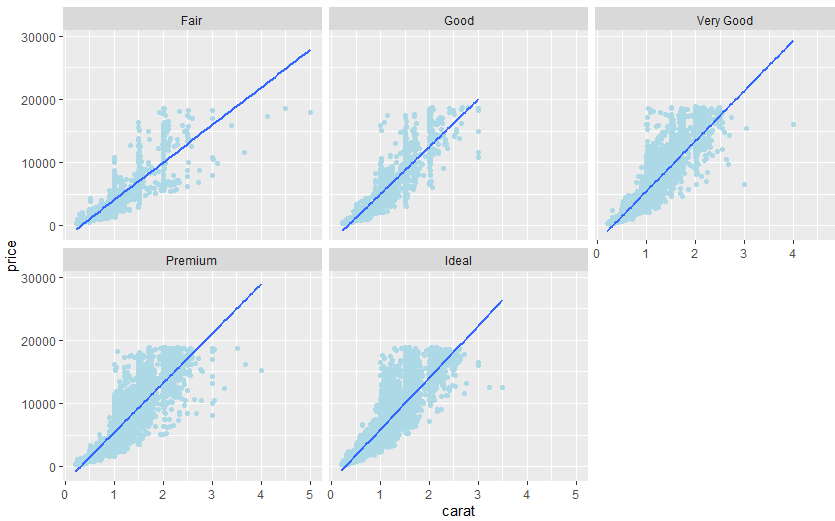 Fair Good Very Good
30000
20000
10000
0
0 1 2 3 4
price
Premium Ideal
30000
20000
10000
0
0 1 2 3 4 5 0 1 2 3 4 5
carat